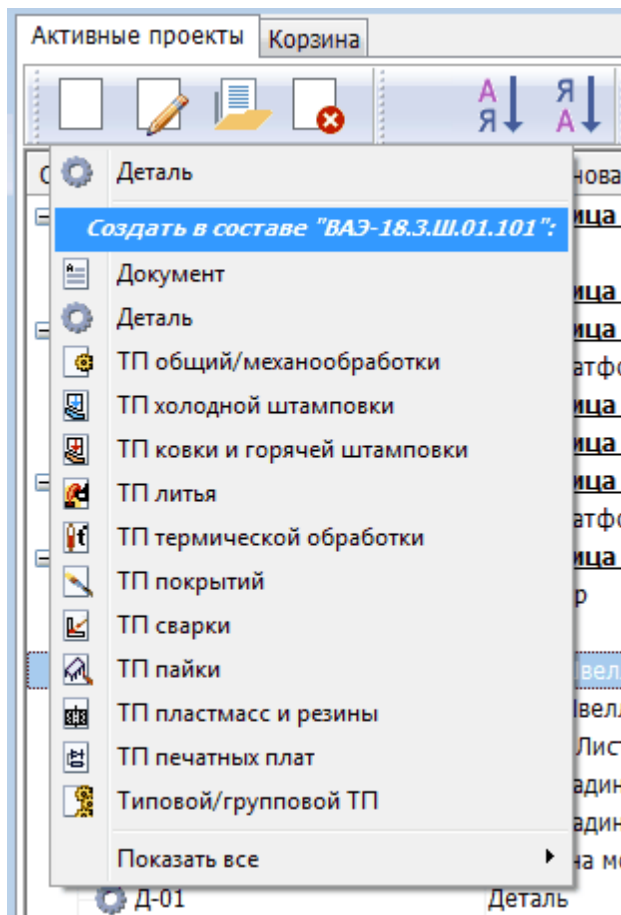 Активные проекты Корзина
А Я Я А
Деталь
Создать в составе "ВАЭ-18.3.Ш.01.101":
Документ
Деталь
ТП общий/механообработки
ТП холодной штамповки
ТП ковки и горячей штамповки
ТП литья
ТП термической обработки
ТП покрытий
ТП сварки
ТП пайки
ТП пластмасс и резины
ТП печатных плат
Типовой/групповой ТП
Показать все
Д-01 Деталь